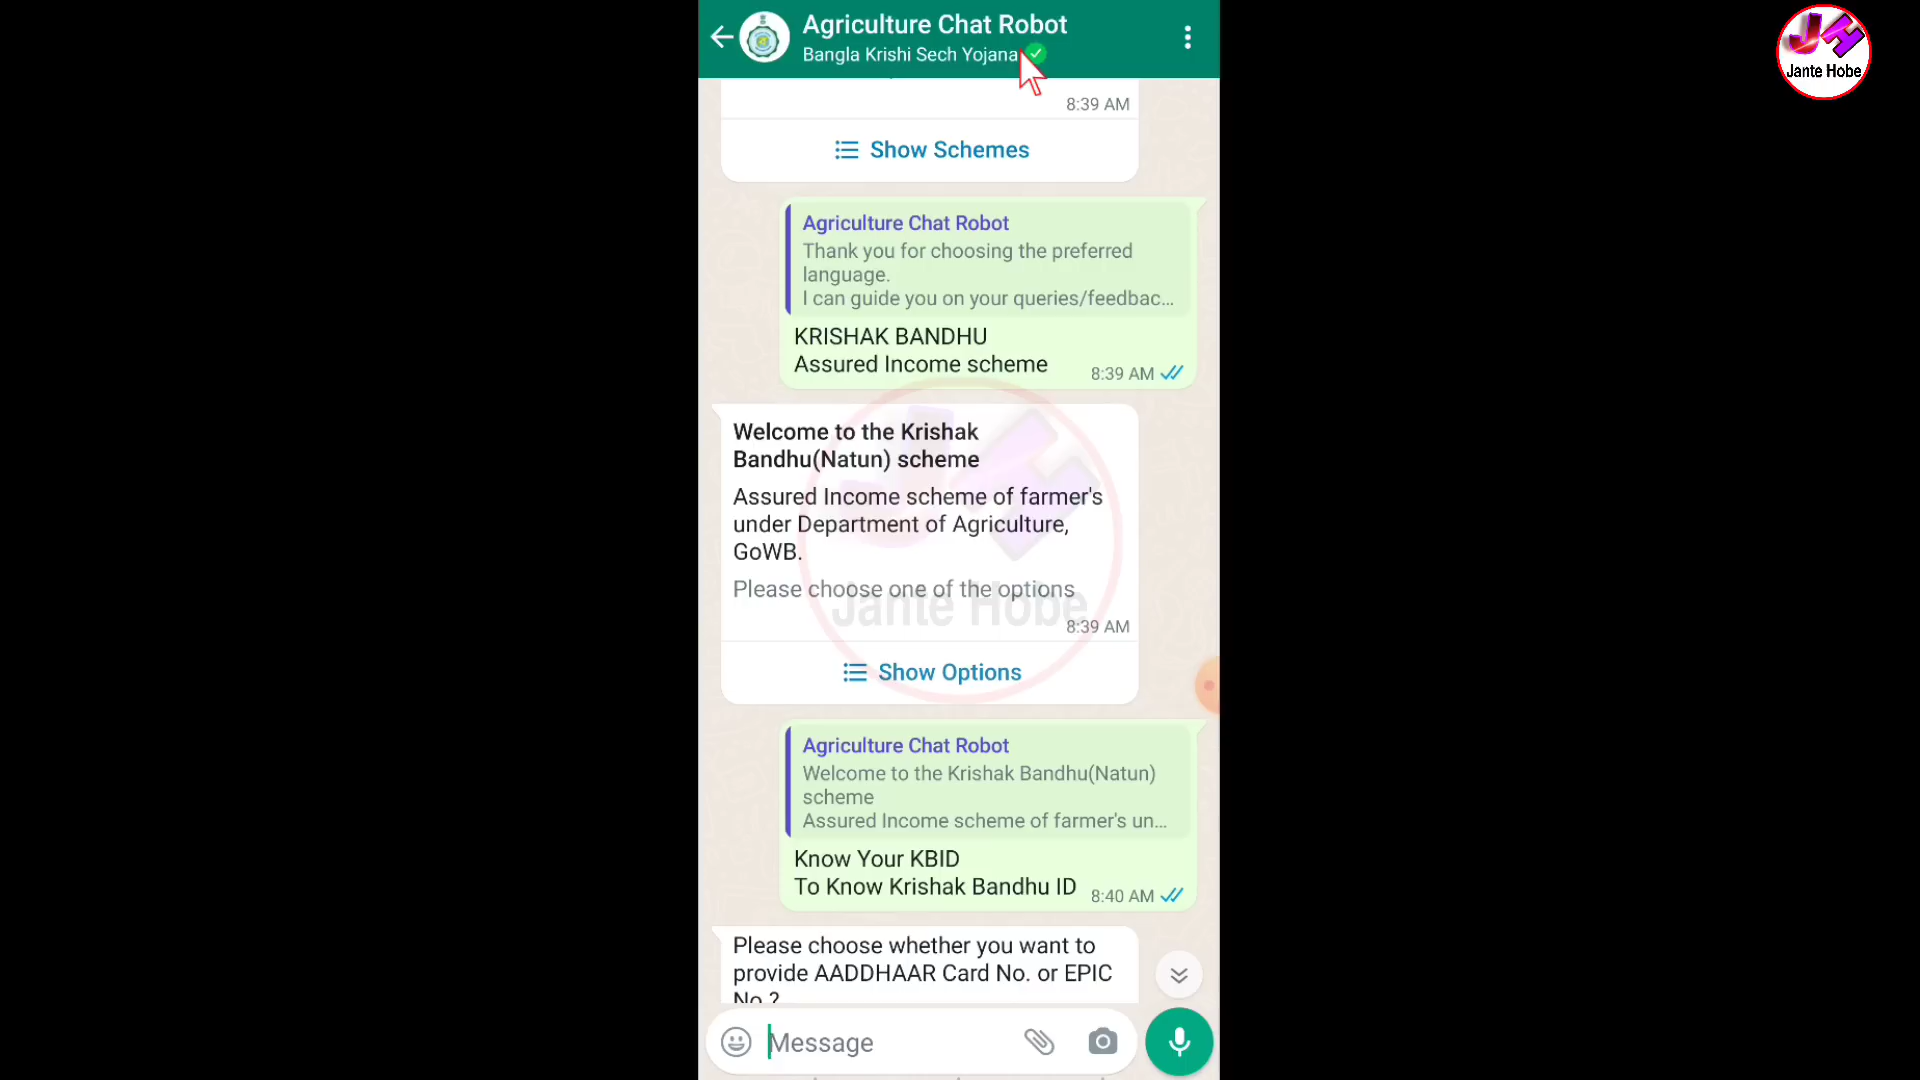 Agriculture Chat Robot
Bangla Krishi Sech Yojana
JH
Jante Hobe
8:39 AM
Show Schemes
Agriculture Chat Robot
Thank you for choosing the preferred
language.
I can guide you on your queries/feedbac...
KRISHAK BANDHU
Assured Income scheme
8:39 AM
Welcome to the Krishak
Bandhu(Natun) scheme
Assured Income scheme of farmer's
under Department of Agriculture,
GoWB.
Please choose one of the options
JH
Jante Hobe
8:39 AM
Show Options
Agriculture Chat Robot
Welcome to the Krishak Bandhu(Natun)
scheme
Assured Income scheme of farmer's un...
Know Your KBID
To Know Krishak Bandhu ID
8:40 AM
Please choose whether you want to
provide AADDHAAR Card No. or EPIC
No.?
Message